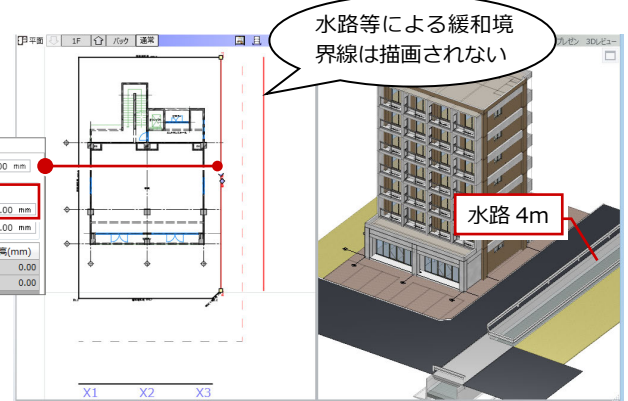 水路等による緩和境
界線は描画されない
平面
1F
パック
通常
プレゼン
3Dビュー
00 mm
.00 mm
.00 mm
高(mm)
0.00
0.00
水路 4m
X1
X2
X3